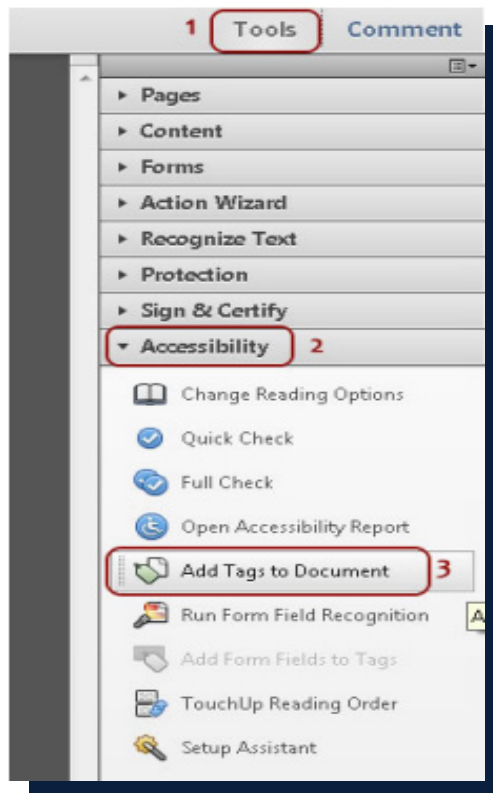 1 Tools Comment
Pages
Content
Forms
Action Wizard
Recognize Text
Protection
Sign & Certify
Accessibility 2
Change Reading Options
Quick Check
Full Check
Open Accessibility Report
Add Tags to Document 3
Run Form Field Recognition A
Add Form Fields to Tags
TouchUp Reading Order
Setup Assistant